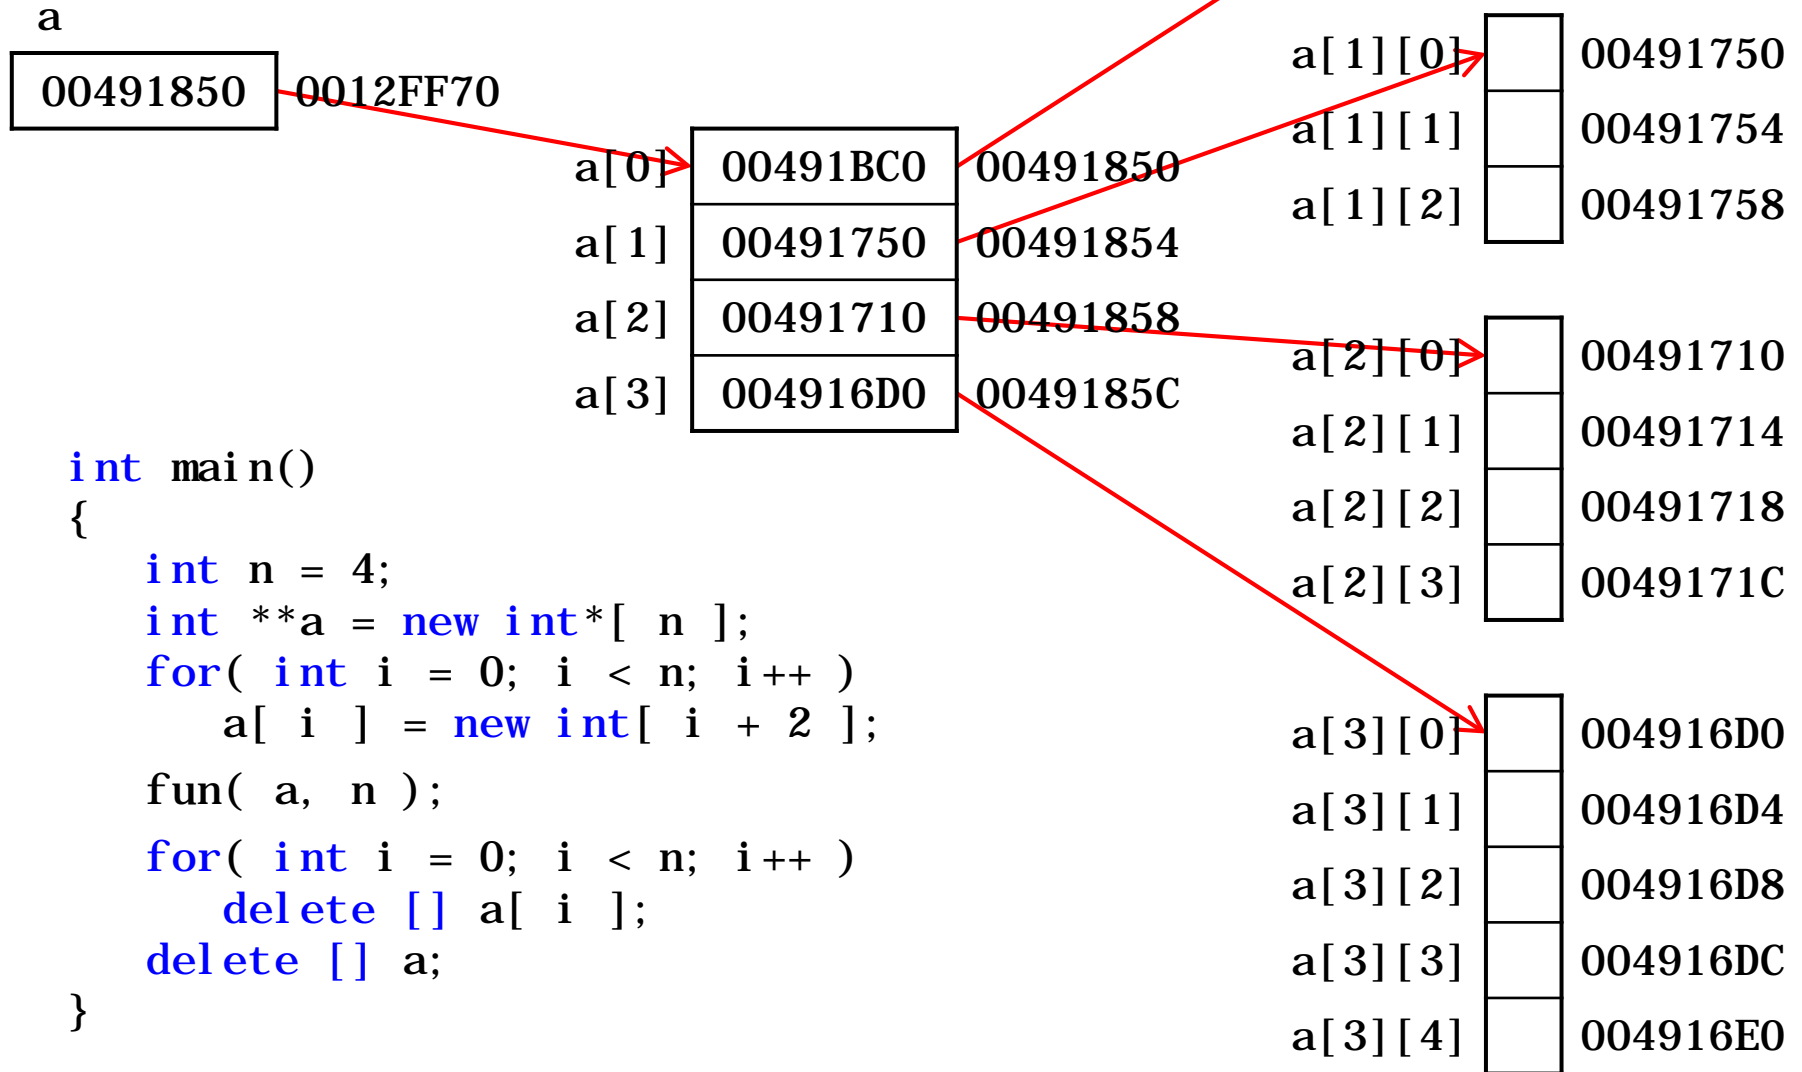 a
00491850 0012FF70
a[0] 00491BC0 00491850
a[1] 00491750 00491854
a[2] 00491710 00491858
a[3] 004916D0 0049185C
a[1][0] 00491750
a[1][1] 00491754
a[1][2] 00491758
a[2][0] 00491710
a[2][1] 00491714
a[2][2] 00491718
a[2][3] 0049171C
a[3][0] 004916D0
a[3][1] 004916D4
a[3][2] 004916D8
a[3][3] 004916DC
a[3][4] 004916E0
int main()
{
int n = 4;
int **a = new int*[ n ];
for( int i = 0; i < n; i++ )
a[ i ] = new int[ i + 2 ];
fun( a, n );
for( int i = 0; i < n; i++ )
delete [] a[ i ];
delete [] a;
}